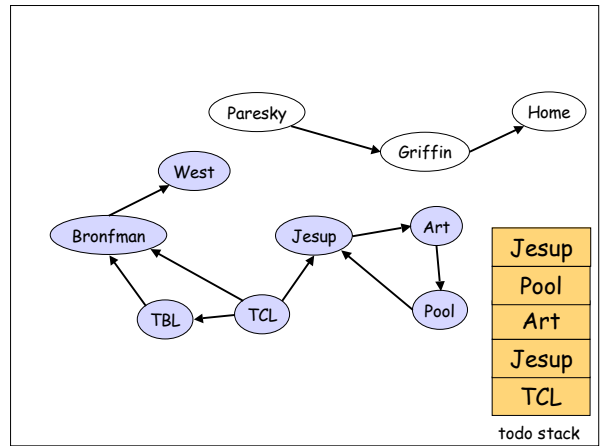 Paresky
Home
Griffin
West
Bronfman
Jesup
Art
TBL
TCL
Pool
Jesup
Pool
Art
Jesup
TCL
todo stack